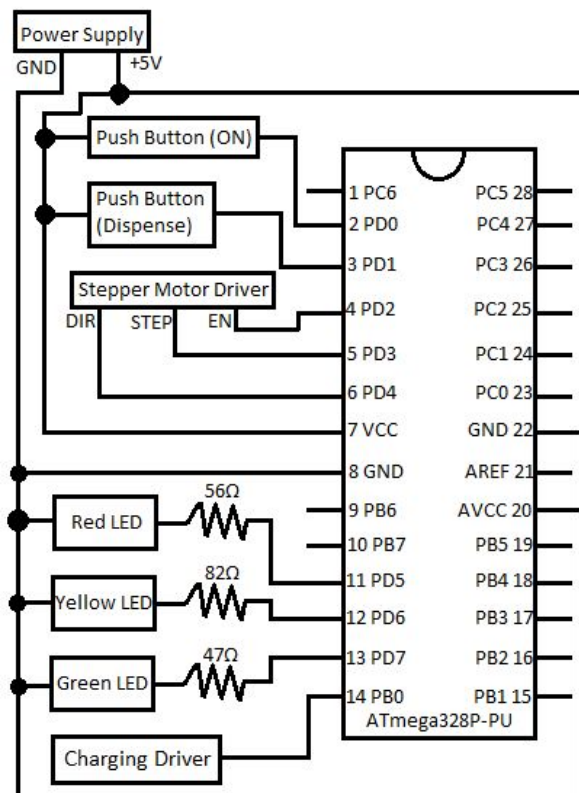 Power Supply
GND
+5V
Push Button (ON)
Push Button
(Dispense)
Stepper Motor Driver
DIR
STEP
EN
1 PC6
PC5 28
2 PD0
PC4 27
3 PD1
PC3 26
4 PD2
PC2 25
5 PD3
PC1 24
6 PD4
PC0 23
7 VCC
GND 22
8 GND
AREF 21
9 PB6
AVCC 20
10 PB7
PB5 19
11 PD5
PB4 18
12 PD6
PB3 17
13 PD7
PB2 16
14 PB0
PB1 15
ATmega328P-PU
56Ω
Red LED
82Ω
Yellow LED
47Ω
Green LED
Charging Driver